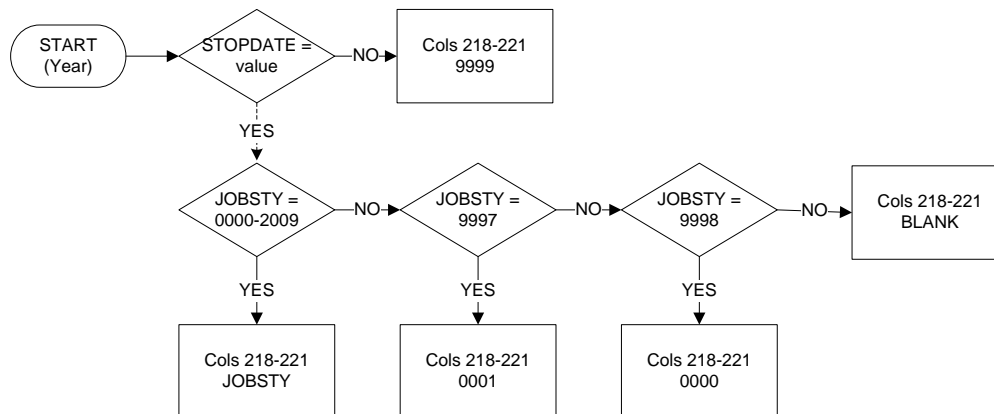 START
(Year)
STOPDATE =
value
NO
Cols 218-221
9999
YES
JOBSTY =
0000-2009
NO
JOBSTY =
9997
NO
JOBSTY =
9998
NO
Cols 218-221
BLANK
YES
YES
YES
Cols 218-221
JOBSTY
Cols 218-221
0001
Cols 218-221
0000